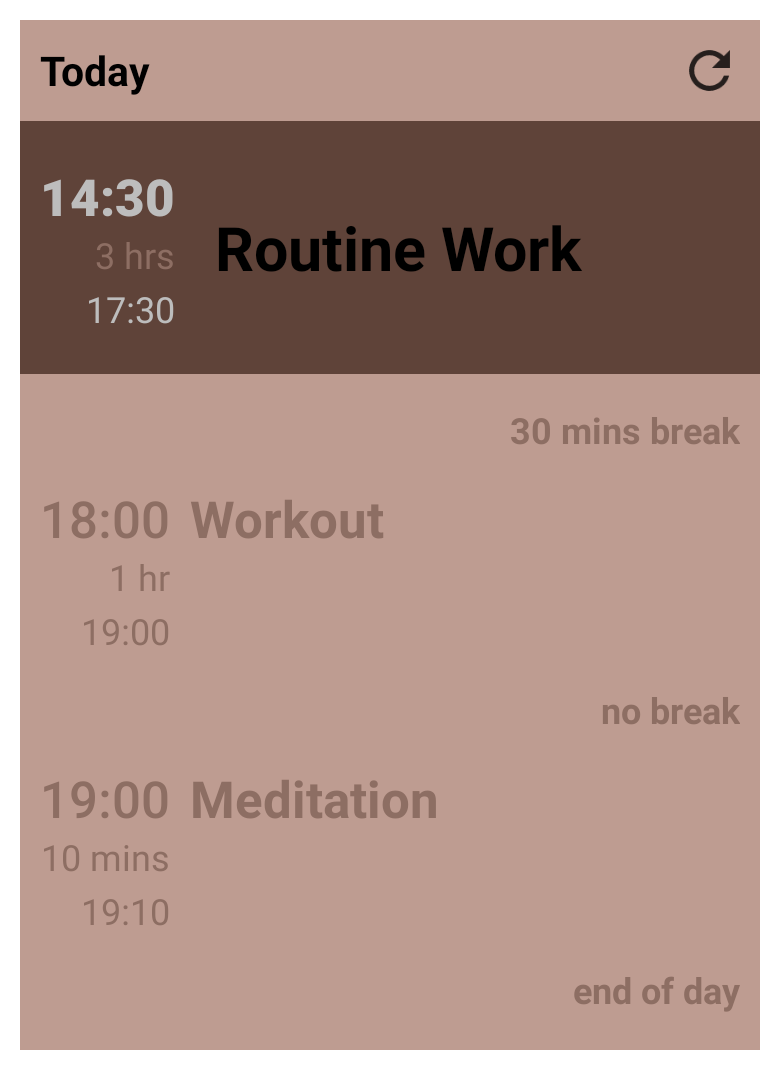 Today
14:30
3 hrs
17:30
Routine Work
30 mins break
18:00 Workout
1 hr
19:00
no break
19:00 Meditation
10 mins
19:10
end of day